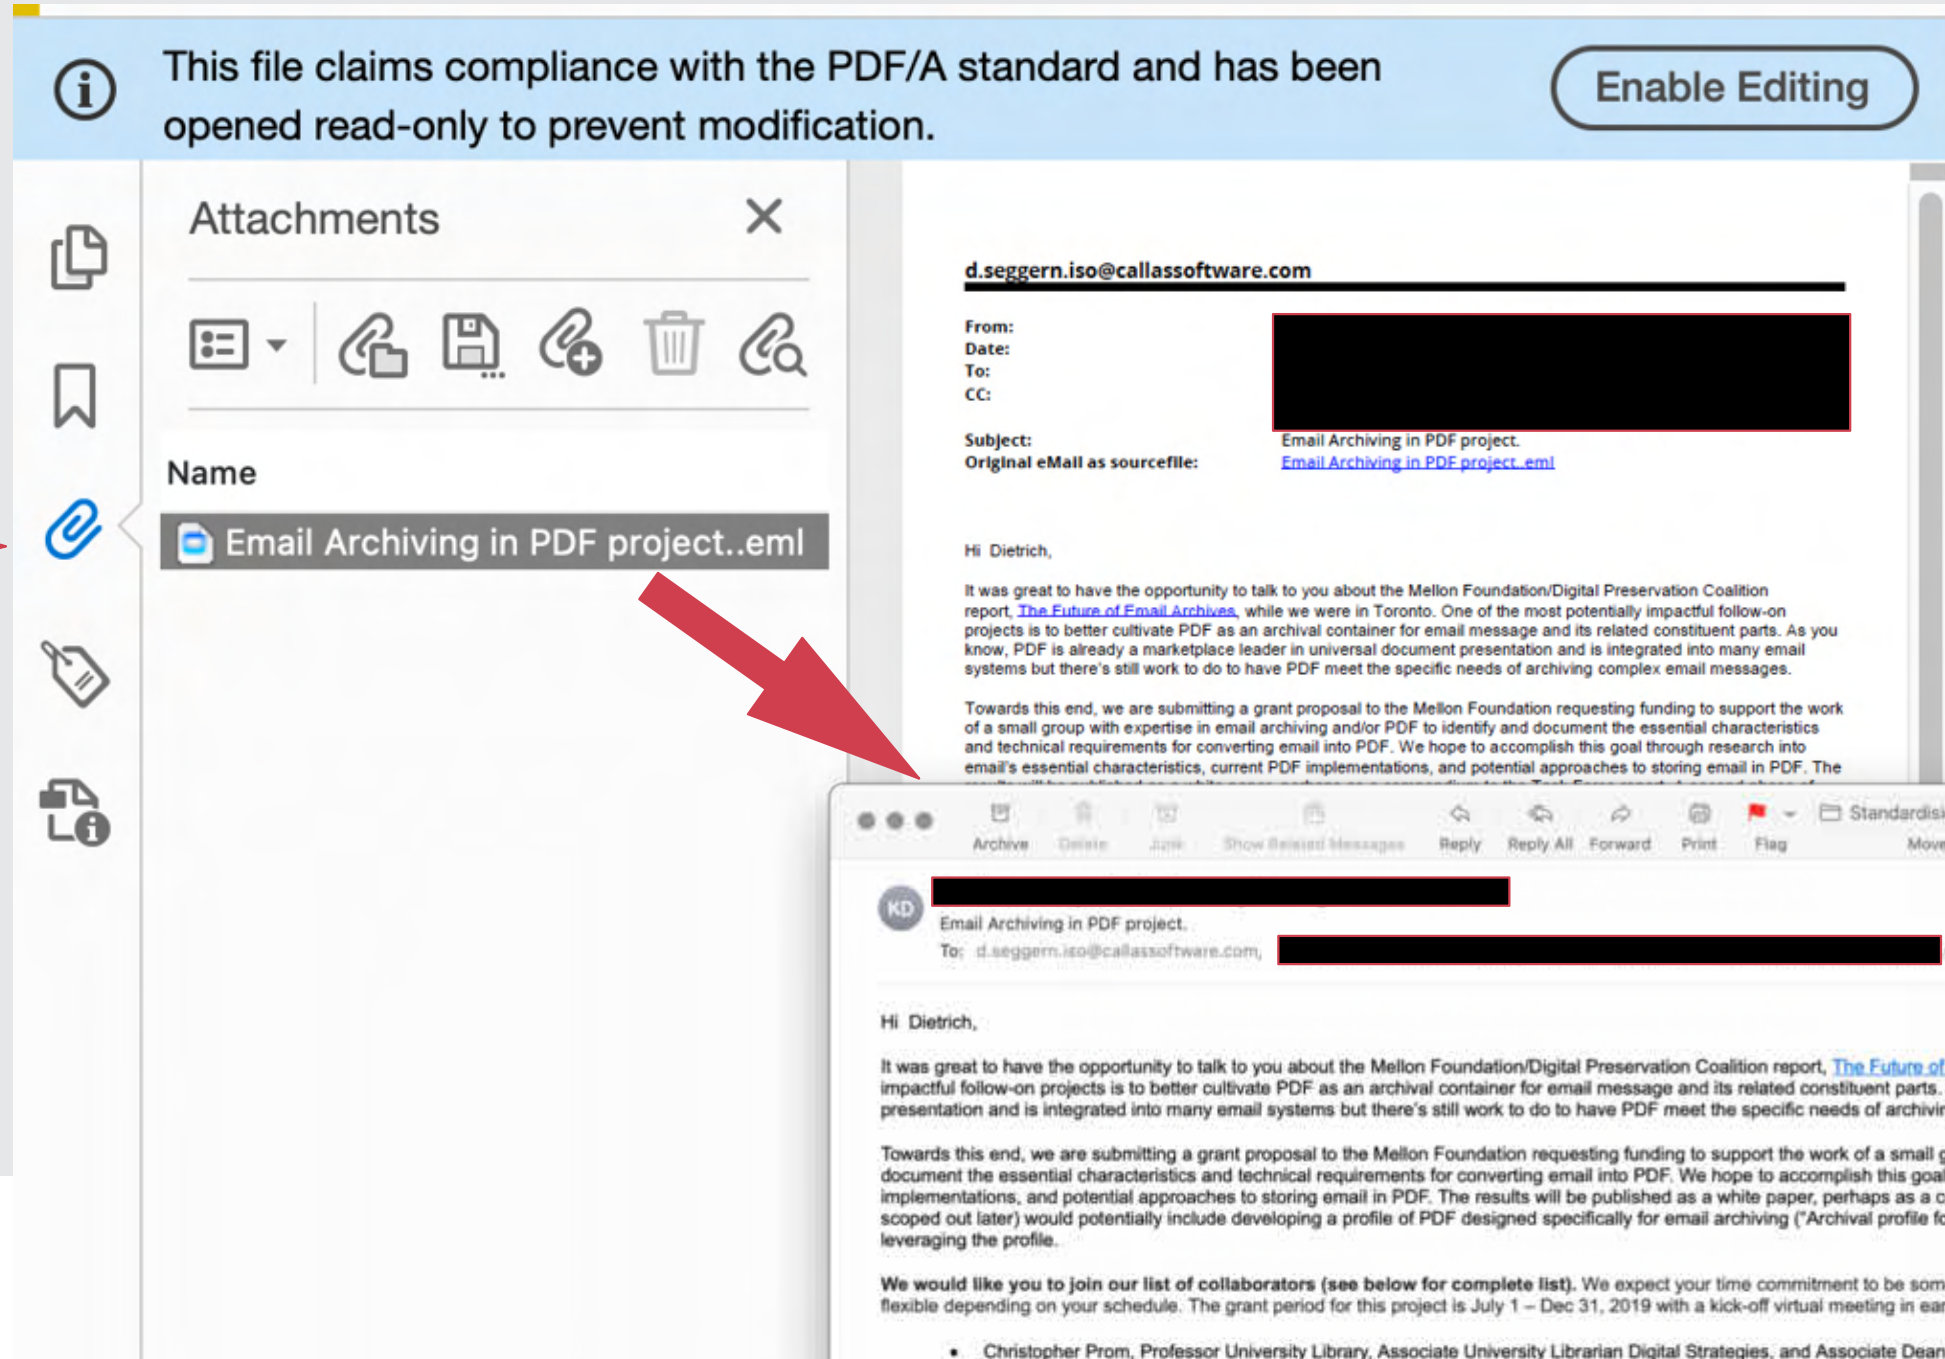 This file claims compliance with the PDF/A standard and has been
opened read-only to prevent modification.
Enable Editing
Attachments
Name
Email Archiving in PDF project..eml
d.seggern.iso@callassoftware.com
From:
Date:
To:
CC:
Subject: Email Archiving in PDF project.
Original eMail as sourcefile: Email Archiving in PDF project..eml
Hi Dietrich,
It was great to have the opportunity to talk to you about the Mellon Foundation/Digital Preservation Coalition
report, The Future of Email Archives, while we were in Toronto. One of the most potentially impactful follow-on
projects is to better cultivate PDF as an archival container for email message and its related constituent parts. As you
know, PDF is already a marketplace leader in universal document presentation and is integrated into many email
systems but there's still work to do to have PDF meet the specific needs of archiving complex email messages.
Towards this end, we are submitting a grant proposal to the Mellon Foundation requesting funding to support the work
of a small group with expertise in email archiving and/or PDF to identify and document the essential characteristics
and technical requirements for converting email into PDF. We hope to accomplish this goal through research into
email's essential characteristics, current PDF implementations, and potential approaches to storing email in PDF. The
Archive Delete Junk Show Related Messages Reply Reply All Forward Print Flag Move
Standardis
KD
Email Archiving in PDF project.
To: d.seggern.iso@callassoftware.com,
Hi Dietrich,
It was great to have the opportunity to talk to you about the Mellon Foundation/Digital Preservation Coalition report, The Future of
impactful follow-on projects is to better cultivate PDF as an archival container for email message and its related constituent parts.
presentation and is integrated into many email systems but there's still work to do to have PDF meet the specific needs of archivin
Towards this end, we are submitting a grant proposal to the Mellon Foundation requesting funding to support the work of a small g
document the essential characteristics and technical requirements for converting email into PDF. We hope to accomplish this goal
implementations, and potential approaches to storing email in PDF. The results will be published as a white paper, perhaps as a c
scoped out later) would potentially include developing a profile of PDF designed specifically for email archiving ("Archival profile fo
leveraging the profile.
We would like you to join our list of collaborators (see below for complete list). We expect your time commitment to be som
flexible depending on your schedule. The grant period for this project is July 1 – Dec 31, 2019 with a kick-off virtual meeting in ear
• Christopher Prom, Professor University Library, Associate University Librarian Digital Strategies, and Associate Dean